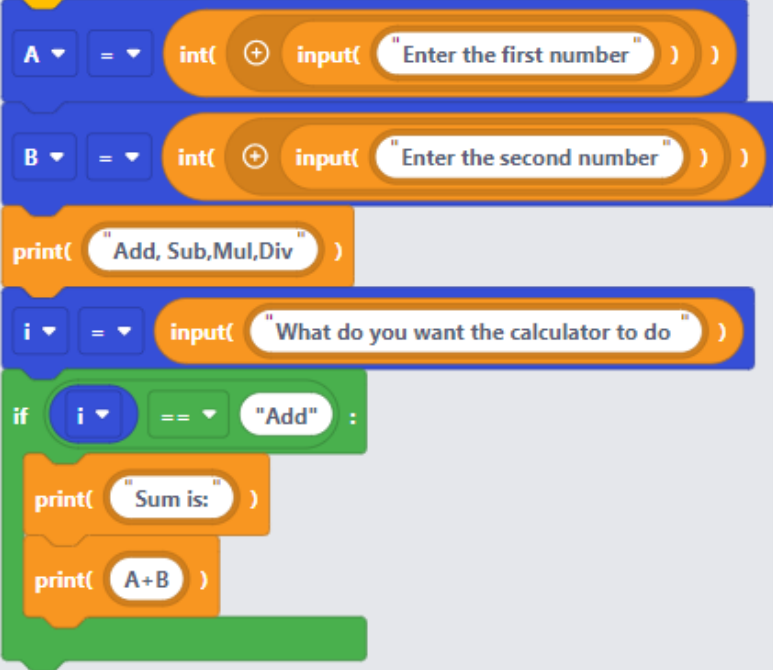 A = int( input( "Enter the first number" ) )
B = int( input( "Enter the second number" ) )
print( "Add, Sub,Mul,Div" )
i = input( "What do you want the calculator to do " )
if i == "Add" :
print( "Sum is:" )
print( A+B )